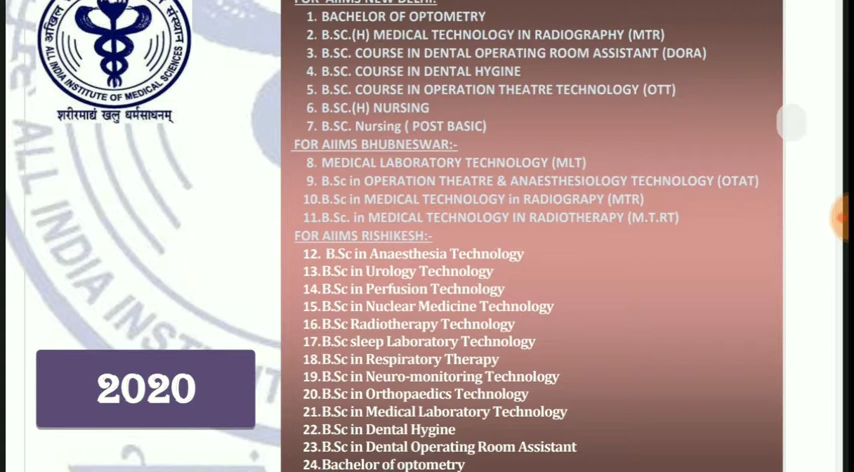 FOR AIIMS NEW DELHI:
1. BACHELOR OF OPTOMETRY
2. B.SC.(H) MEDICAL TECHNOLOGY IN RADIOGRAPHY (MTR)
3. B.SC. COURSE IN DENTAL OPERATING ROOM ASSISTANT (DORA)
4. B.SC. COURSE IN DENTAL HYGINE
5. B.SC. COURSE IN OPERATION THEATRE TECHNOLOGY (OTT)
6. B.SC.(H) NURSING
7. B.SC. Nursing ( POST BASIC)
FOR AIIMS BHUBNESWAR:-
8. MEDICAL LABORATORY TECHNOLOGY (MLT)
9. B.Sc in OPERATION THEATRE & ANAESTHESIOLOGY TECHNOLOGY (OTAT)
10.B.Sc in MEDICAL TECHNOLOGY in RADIOGRAPY (MTR)
11.B.Sc. in MEDICAL TECHNOLOGY IN RADIOTHERAPY (M.T.RT)
FOR AIIMS RISHIKESH:-
12. B.Sc in Anaesthesia Technology
13.B.Sc in Urology Technology
14.B.Sc in Perfusion Technology
15.B.Sc in Nuclear Medicine Technology
16.B.Sc Radiotherapy Technology
17.B.Sc sleep Laboratory Technology
18.B.Sc in Respiratory Therapy
19.B.Sc in Neuro-monitoring Technology
20.B.Sc in Orthopaedics Technology
21.B.Sc in Medical Laboratory Technology
22.B.Sc in Dental Hygine
23.B.Sc in Dental Operating Room Assistant
24.Bachelor of optometry
ALL INDIA INSTITUTE OF MEDICAL SCIENCES
शरीरमाद्यं खलु धर्मसाधनम्
ALL INDIA INSTIT
2020